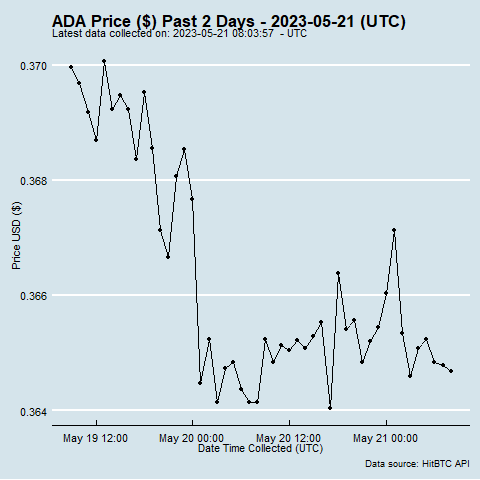 ADA Price ($) Past 2 Days - 2023-05-21 (UTC)
Latest data collected on: 2023-05-21 08:03:57  - UTC
0.370
0.368
0.366
0.364
Price USD ($)
May 19 12:00
May 20 00:00
May 20 12:00
May 21 00:00
Date Time Collected (UTC)
Data source: HitBTC API